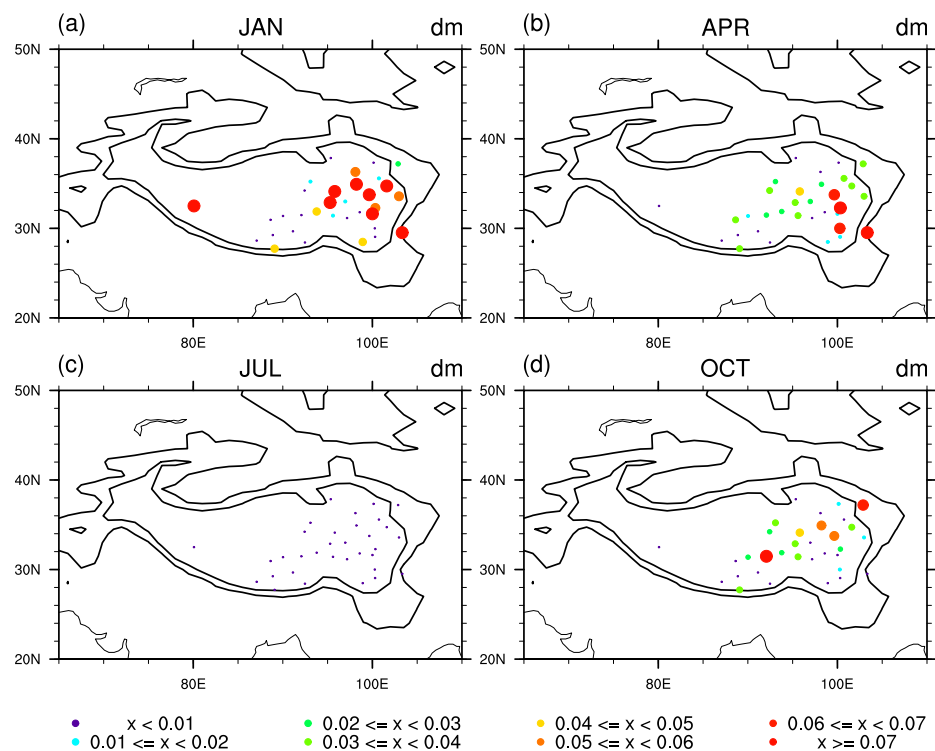 (a) JAN dm
(b) APR dm
50N
50N
40N
40N
30N
30N
20N
20N
80E 100E
80E 100E
(c) JUL dm
(d) OCT dm
50N
50N
40N
40N
30N
30N
20N
20N
80E 100E
80E 100E
x < 0.01
0.02 <= x < 0.03
0.04 <= x < 0.05
0.06 <= x < 0.07
0.01 <= x < 0.02
0.03 <= x < 0.04
0.05 <= x < 0.06
x >= 0.07